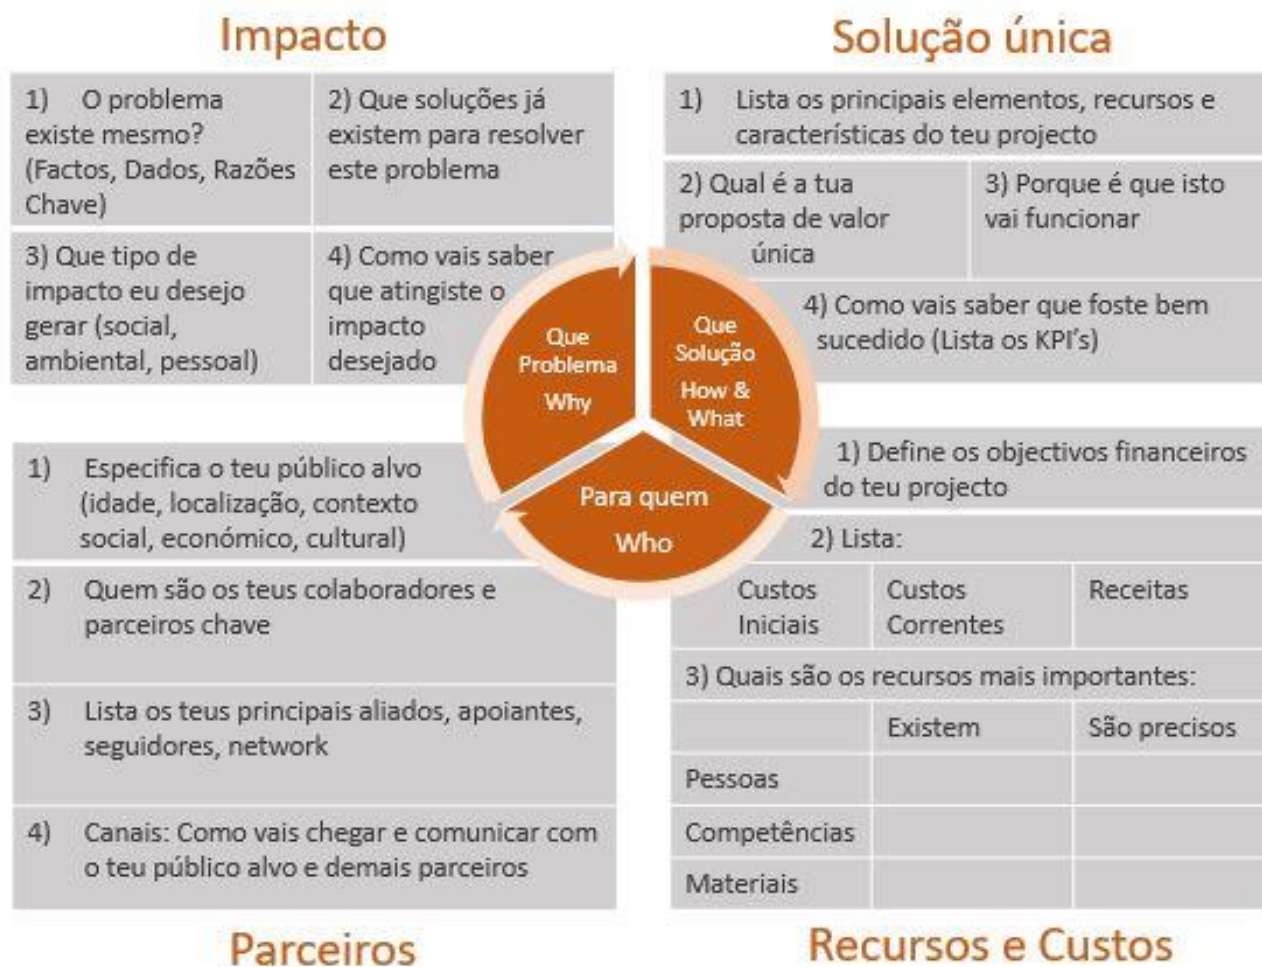 Impacto
1) O problema
existe mesmo?
(Factos, Dados, Razões
Chave)
2) Que soluções já
existem para resolver
este problema
3) Que tipo de
impacto eu desejo
gerar (social,
ambiental, pessoal)
4) Como vais saber
que atingiste o
impacto
desejado
Solução única
1) Lista os principais elementos, recursos e
características do teu projecto
2) Qual é a tua
proposta de valor
única
3) Porque é que isto
vai funcionar
4) Como vais saber que foste bem
sucedido (Lista os KPI's)
Que
Problema
Why
Que
Solução
How &
What
Para quem
Who
1) Especifica o teu público alvo
(idade, localização, contexto
social, económico, cultural)
2) Quem são os teus colaboradores e
parceiros chave
3) Lista os teus principais aliados, apoiantes,
seguidores, network
4) Canais: Como vais chegar e comunicar com
o teu público alvo e demais parceiros
Parceiros
1) Define os objectivos financeiros
do teu projecto
2) Lista:
Custos
Iniciais
Custos
Correntes
Receitas
3) Quais são os recursos mais importantes:
Existem
São precisos
Pessoas
Competências
Materiais
Recursos e Custos